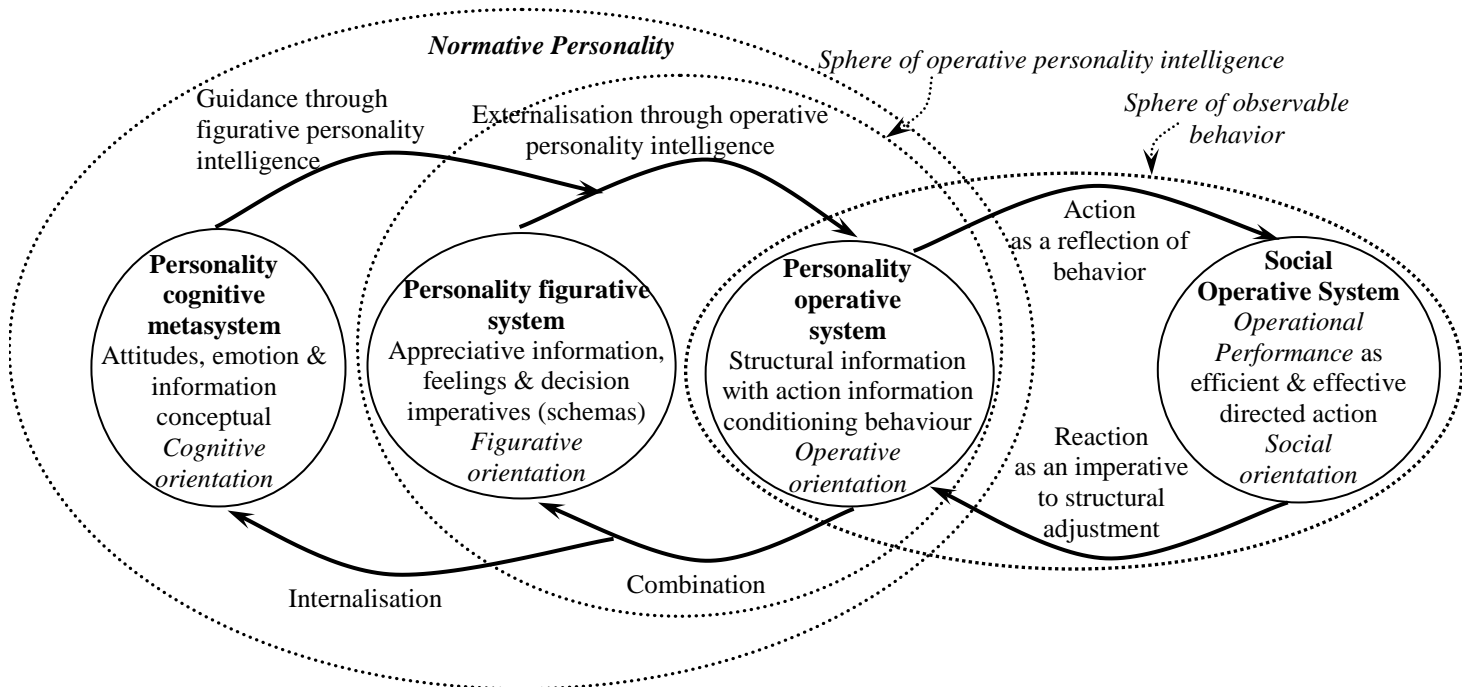 Normative Personality
Sphere of operative personality intelligence
Sphere of observable
behavior
Guidance through
figurative personality
intelligence
Externalisation through operative
personality intelligence
Action
as a reflection of
behavior
Personality
cognitive
metasystem
Attitudes, emotion &
information
conceptual
Cognitive
orientation
Personality figurative
system
Appreciative information,
feelings & decision
imperatives (schemas)
Figurative
orientation
Personality
operative
system
Structural information
with action information
conditioning behaviour
Operative
orientation
Social
Operative System
Operational
Performance as
efficient & effective
directed action
Social
orientation
Reaction
as an imperative
to structural
adjustment
Internalisation
Combination